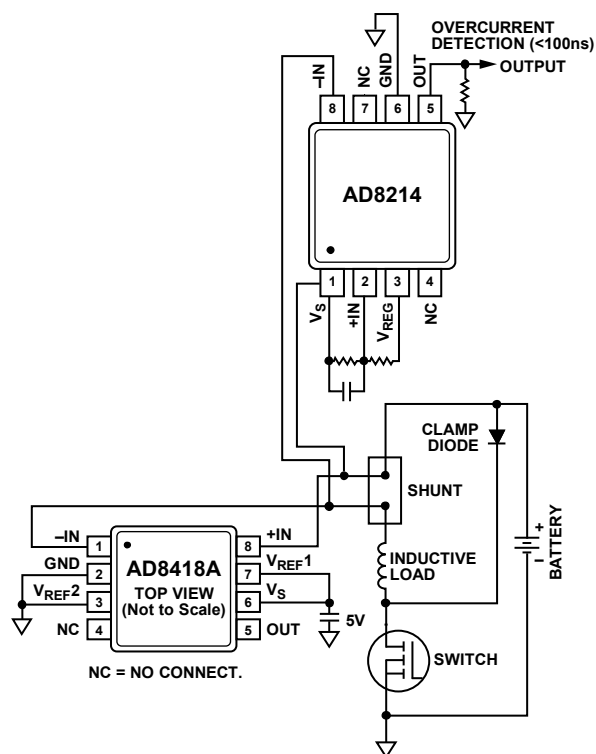 OVERCURRENT
DETECTION (<100ns)
OUTPUT
–IN
NC
GND
OUT
8
7
6
5
AD8214
1
2
3
4
VS
+IN
VREG
NC
CLAMP
DIODE
SHUNT
+
–
BATTERY
INDUCTIVE
LOAD
SWITCH
–IN
GND
VREF2
NC
1
2
3
4
AD8418A
TOP VIEW
(Not to Scale)
8
7
6
5
+IN
VREF1
VS
OUT
5V
NC = NO CONNECT.